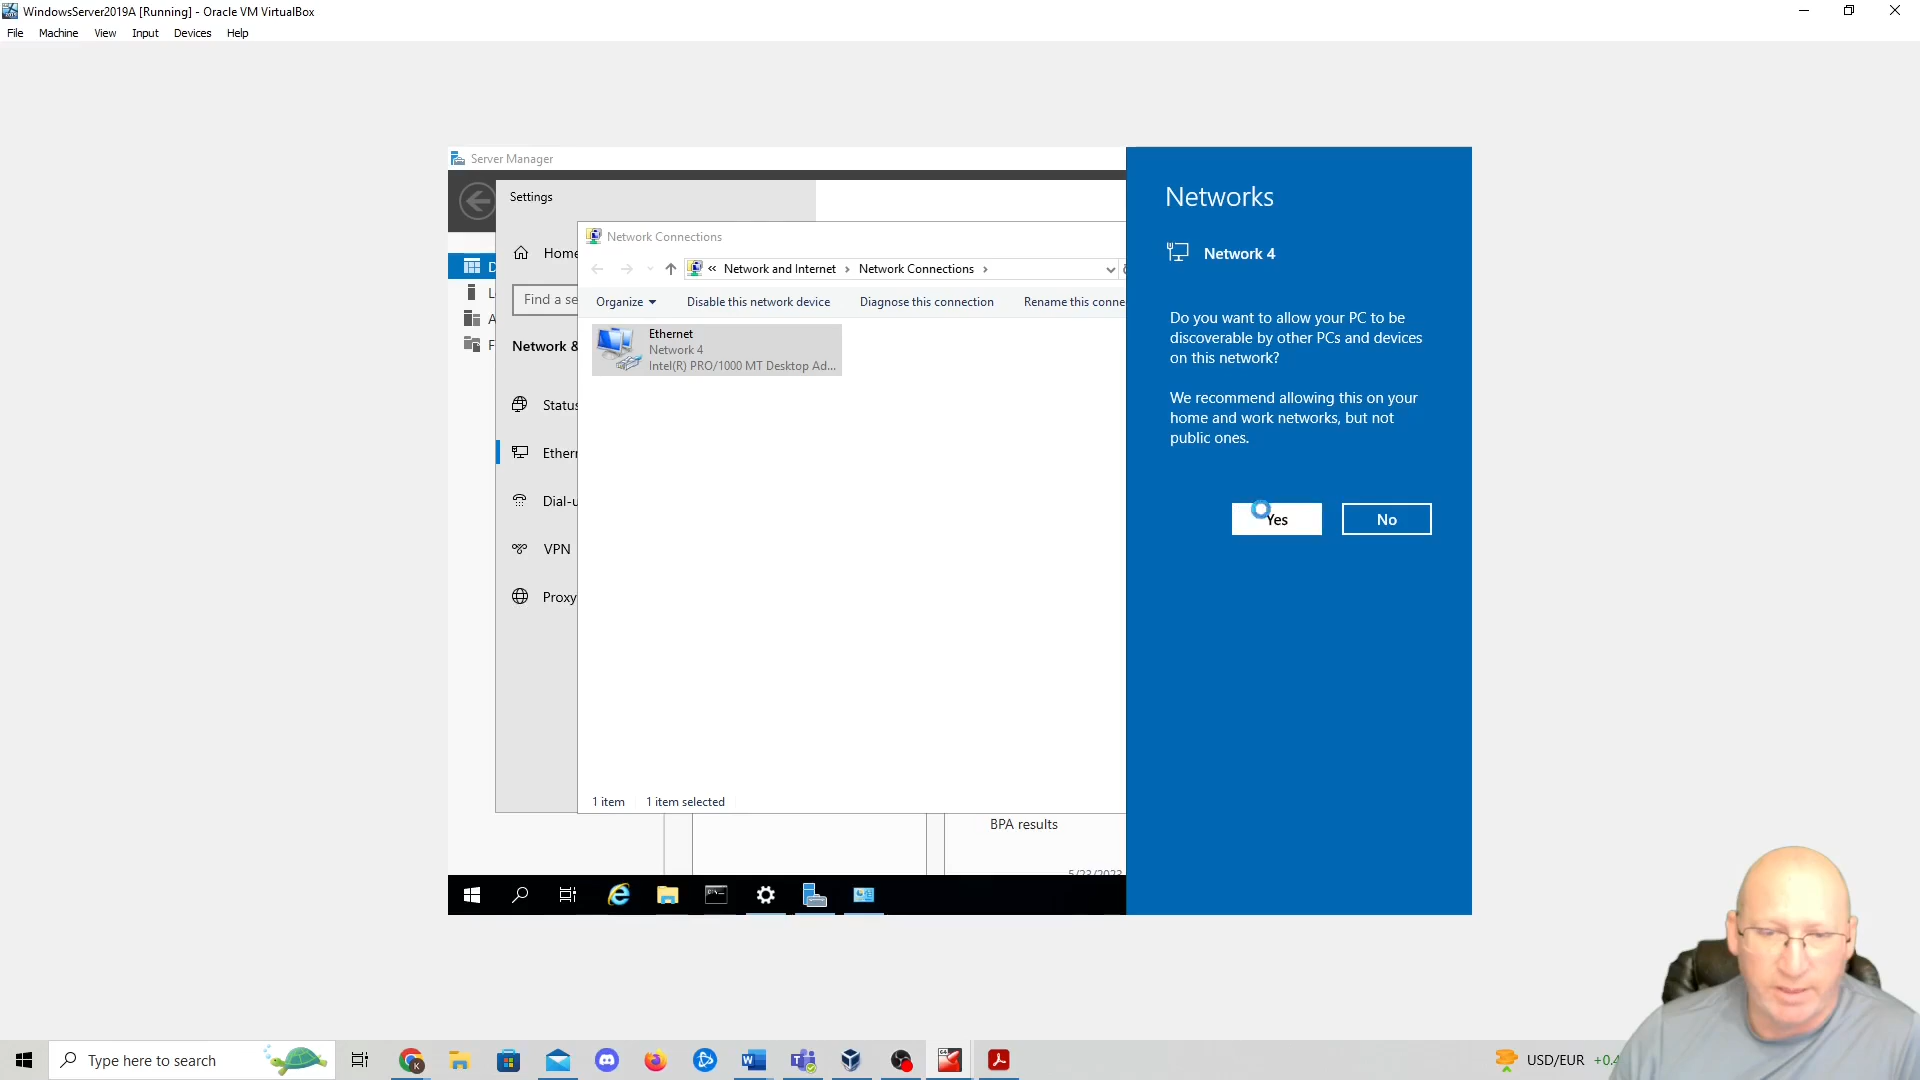 WindowsServer2019A [Running] - Oracle VM VirtualBox
File Machine View Input Devices Help
Server Manager
Settings
Home
Find a se
Network &
Status
Ethern
Dial-u
VPN
Proxy
Network Connections
« Network and Internet › Network Connections ›
Organize Disable this network device Diagnose this connection Rename this conne
Ethernet
Network 4
Intel(R) PRO/1000 MT Desktop Ad...
1 item 1 item selected
D
L
A
F
BPA results
5/23/2023
Networks
Network 4
Do you want to allow your PC to be
discoverable by other PCs and devices
on this network?
We recommend allowing this on your
home and work networks, but not
public ones.
Yes No
Type here to search
USD/EUR +0.4